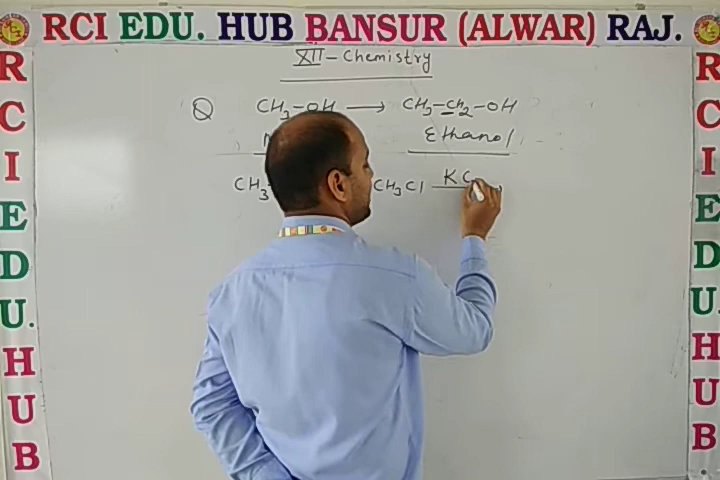 RCI EDU. HUB BANSUR (ALWAR) RAJ.
XII - Chemistry
Q CH3-OH → CH3-CH2-OH
Ethanol
CH3 CH3Cl KC
R C I E D U. H U B
R C I E D U. H U B